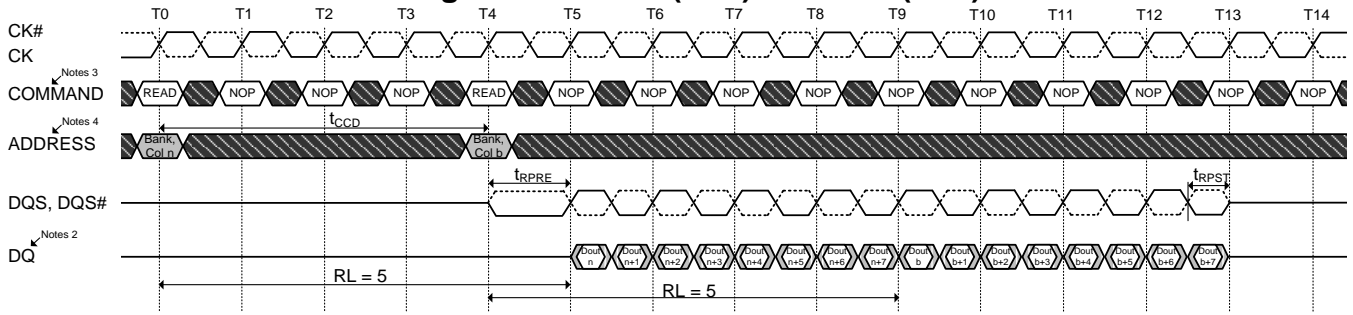 T0 T1 T2 T3 T4 T5 T6 T7 T8 T9 T10 T11 T12 T13 T14
CK#
CK
Notes 3
COMMAND READ NOP NOP NOP READ NOP NOP NOP NOP NOP NOP NOP NOP NOP NOP
tCCD
Notes 4
ADDRESS Bank, Col n Bank, Col b
tRPRE tRPST
DQS, DQS#
Notes 2
DQ Dout n Dout n+1 Dout n+2 Dout n+3 Dout n+4 Dout n+5 Dout n+6 Dout n+7 Dout b Dout b+1 Dout b+2 Dout b+3 Dout b+4 Dout b+5 Dout b+6 Dout b+7
RL = 5
RL = 5